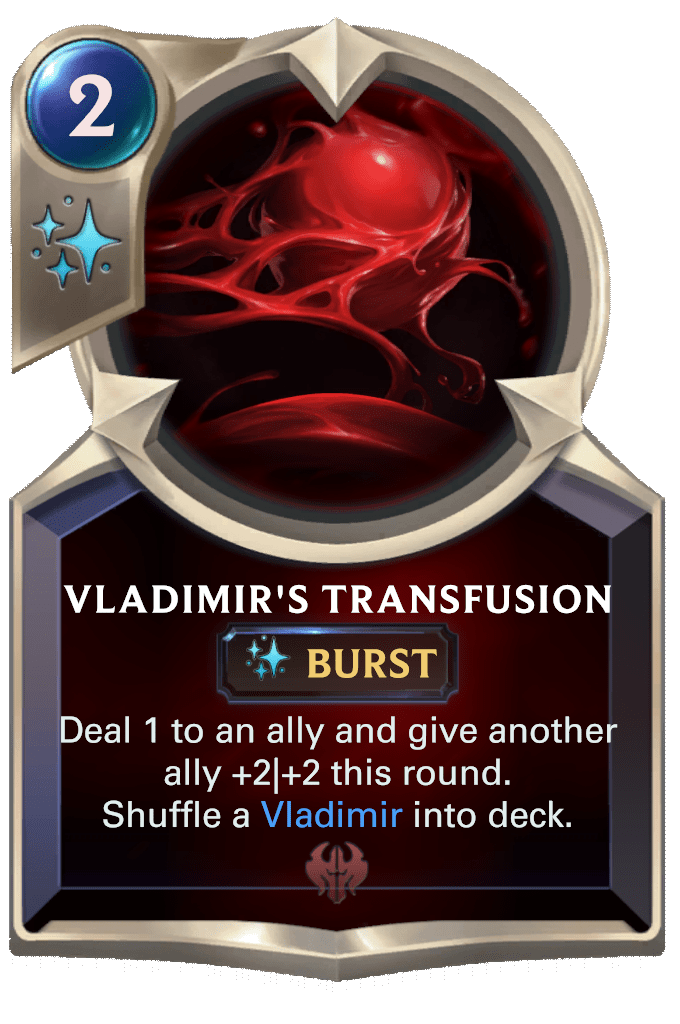 2
VLADIMIR'S TRANSFUSION
BURST
Deal 1 to an ally and give another
ally +2|+2 this round.
Shuffle a Vladimir into deck.